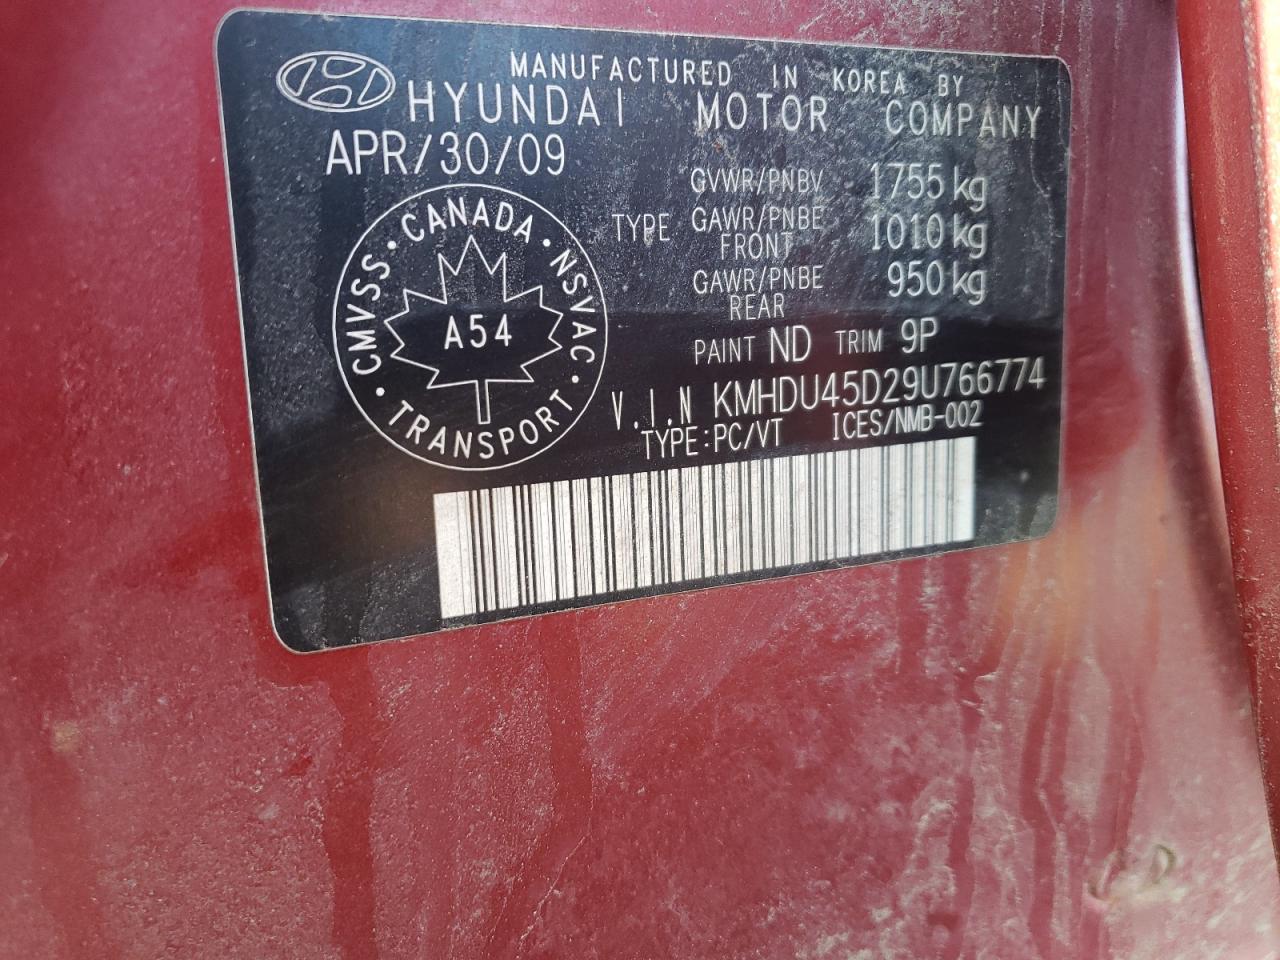 MANUFACTURED IN KOREA BY
HYUNDAI MOTOR COMPANY
APR/30/09
GVWR/PNBV 1755 kg
TYPE GAWR/PNBE FRONT 1010 kg
GAWR/PNBE REAR 950 kg
PAINT ND TRIM 9P
V.I.N KMHDU45D29U766774
TYPE:PC/VT ICES/NMB-002
CMVSS · CANADA · NSVAC · TRANSPORT ·
A54